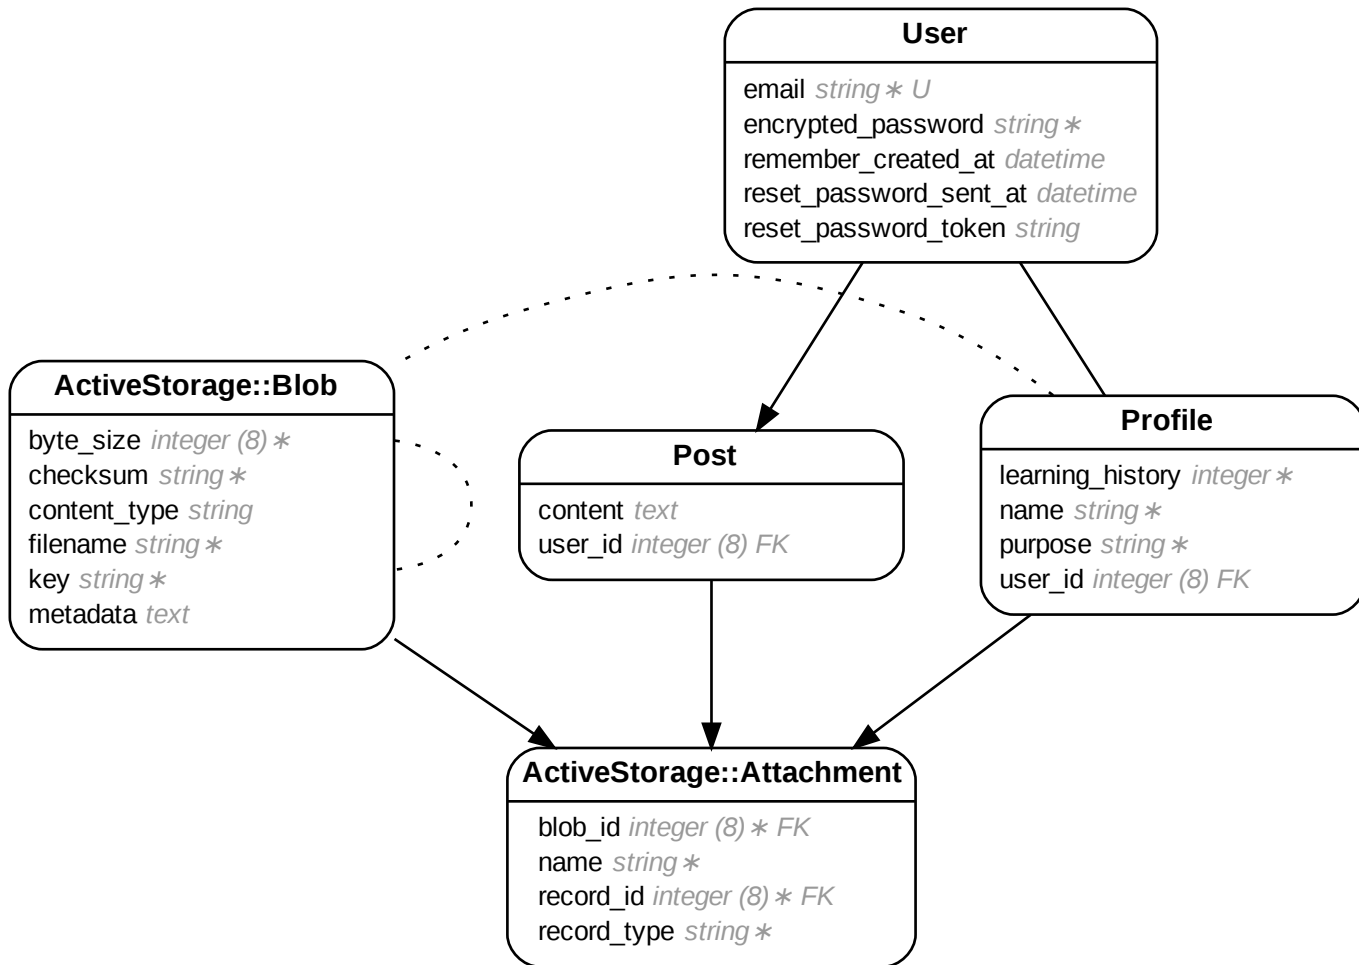 User
email string ∗ U
encrypted_password string ∗
remember_created_at datetime
reset_password_sent_at datetime
reset_password_token string
ActiveStorage::Blob
byte_size integer (8) ∗
checksum string ∗
content_type string
filename string ∗
key string ∗
metadata text
Post
content text
user_id integer (8) FK
Profile
learning_history integer ∗
name string ∗
purpose string ∗
user_id integer (8) FK
ActiveStorage::Attachment
blob_id integer (8) ∗ FK
name string ∗
record_id integer (8) ∗ FK
record_type string ∗